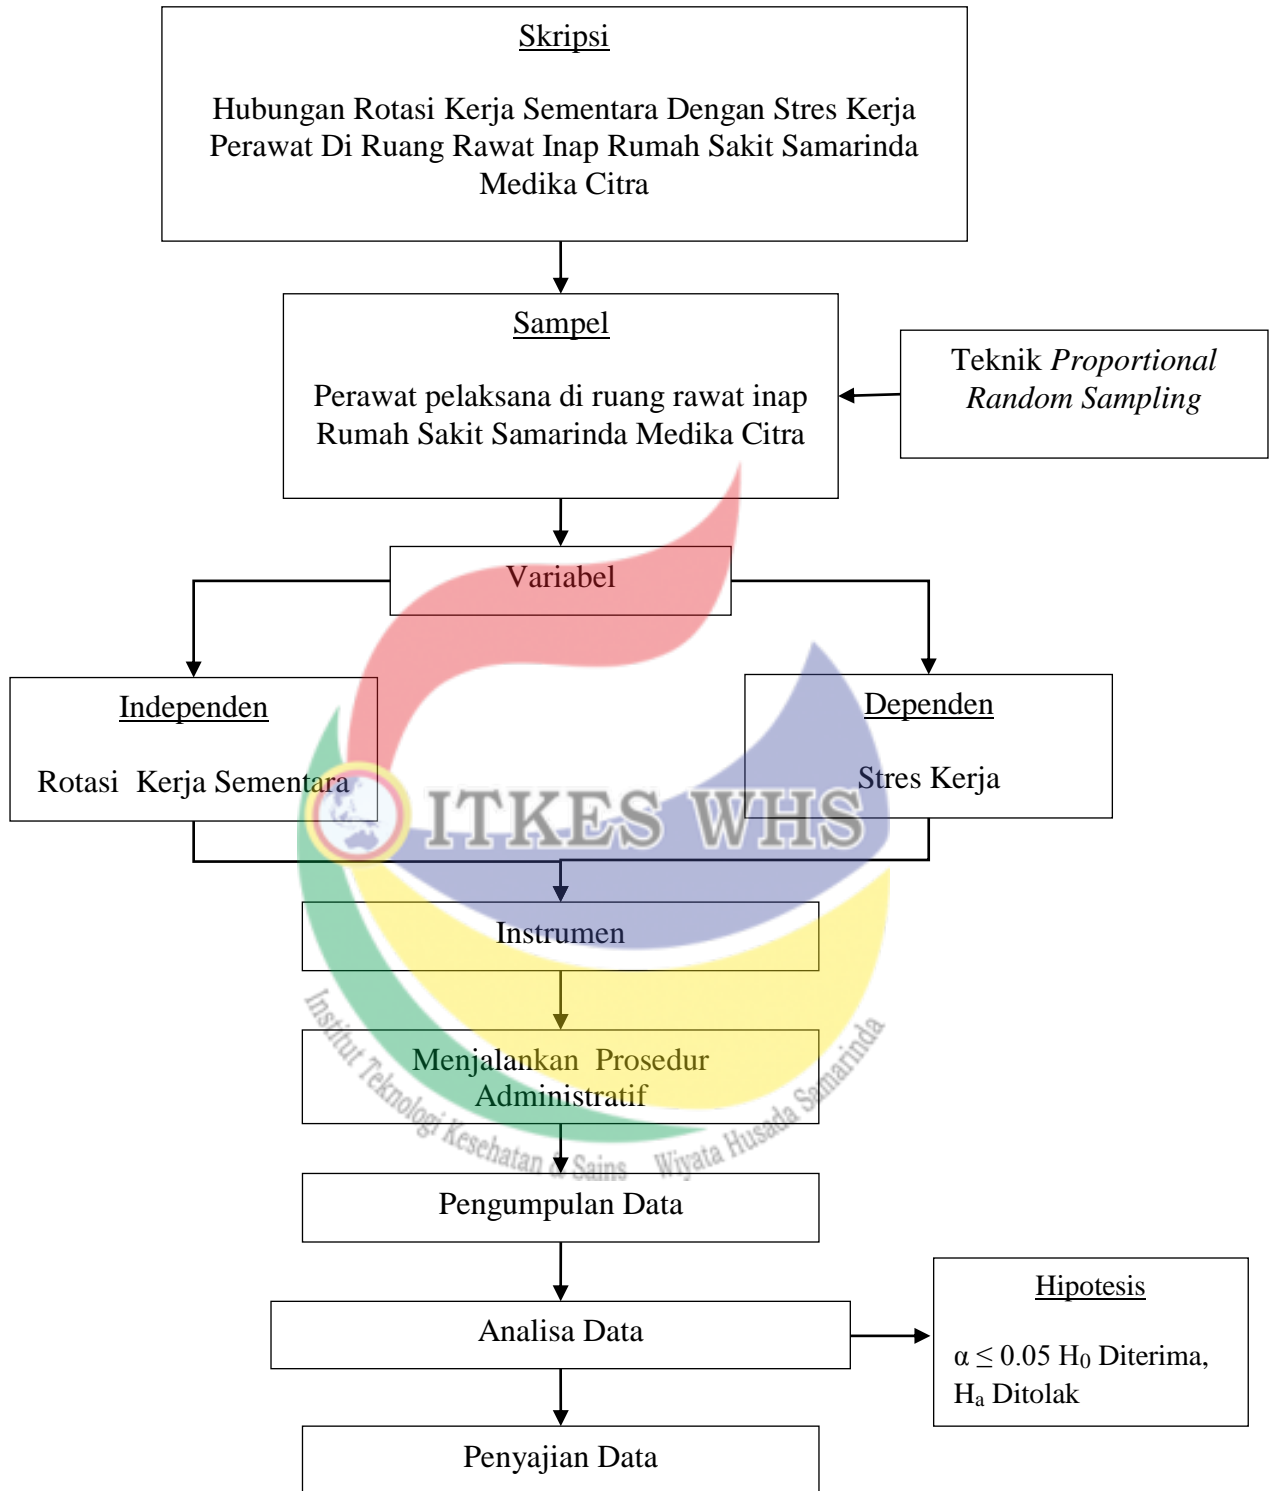 Skripsi
Hubungan Rotasi Kerja Sementara Dengan Stres Kerja
Perawat Di Ruang Rawat Inap Rumah Sakit Samarinda
Medika Citra
Sampel
Perawat pelaksana di ruang rawat inap
Rumah Sakit Samarinda Medika Citra
Teknik Proportional
Random Sampling
Variabel
Independen
Rotasi Kerja Sementara
Dependen
Stres Kerja
ITKES WHS
Instrumen
Menjalankan Prosedur
Administratif
Institut Teknologi Kesehatan & Sains Wiyata Husada Samarinda
Pengumpulan Data
Analisa Data
Hipotesis
α ≤ 0.05 H₀ Diterima,
Hₐ Ditolak
Penyajian Data